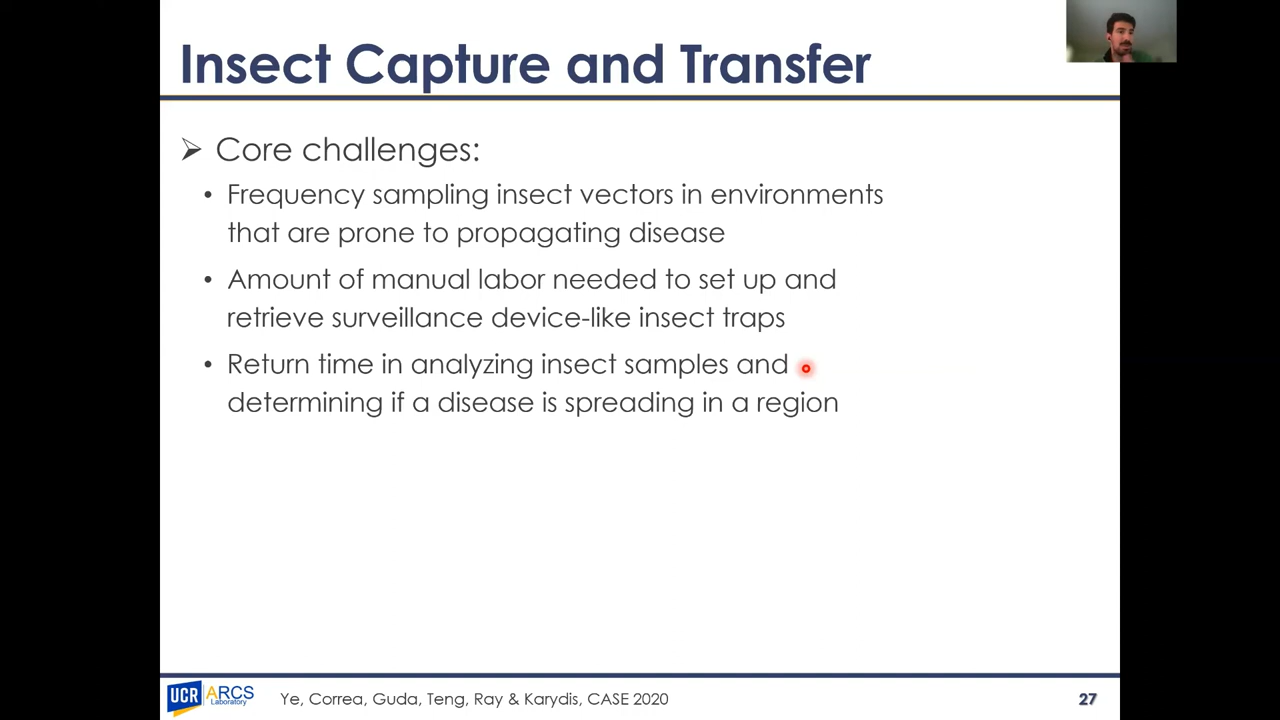 Insect Capture and Transfer
Core challenges:
Frequency sampling insect vectors in environments
that are prone to propagating disease
Amount of manual labor needed to set up and
retrieve surveillance device-like insect traps
Return time in analyzing insect samples and
determining if a disease is spreading in a region
UCR ARCS
Laboratory
Ye, Correa, Guda, Teng, Ray & Karydis, CASE 2020
27